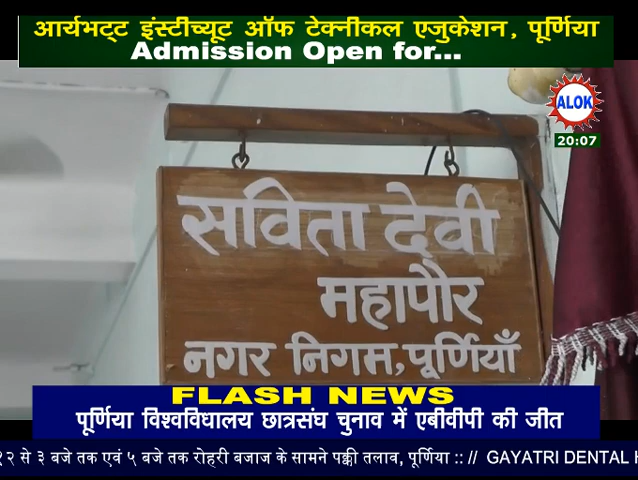 आर्यभट्ट इंस्टीच्यूट ऑफ टेक्नीकल एजुकेशन, पूर्णिया
Admission Open for...
ALOK
20:07
सविता देवी
महापौर
नगर निगम, पूर्णियाँ
FLASH NEWS
पूर्णिया विश्वविधालय छात्रसंघ चुनाव में एबीवीपी की जीत
१२ से ३ बजे तक एवं ५ बजे तक रोहरी बजाज के सामने पक्की तलाव, पूर्णिया :: // GAYATRI DENTAL